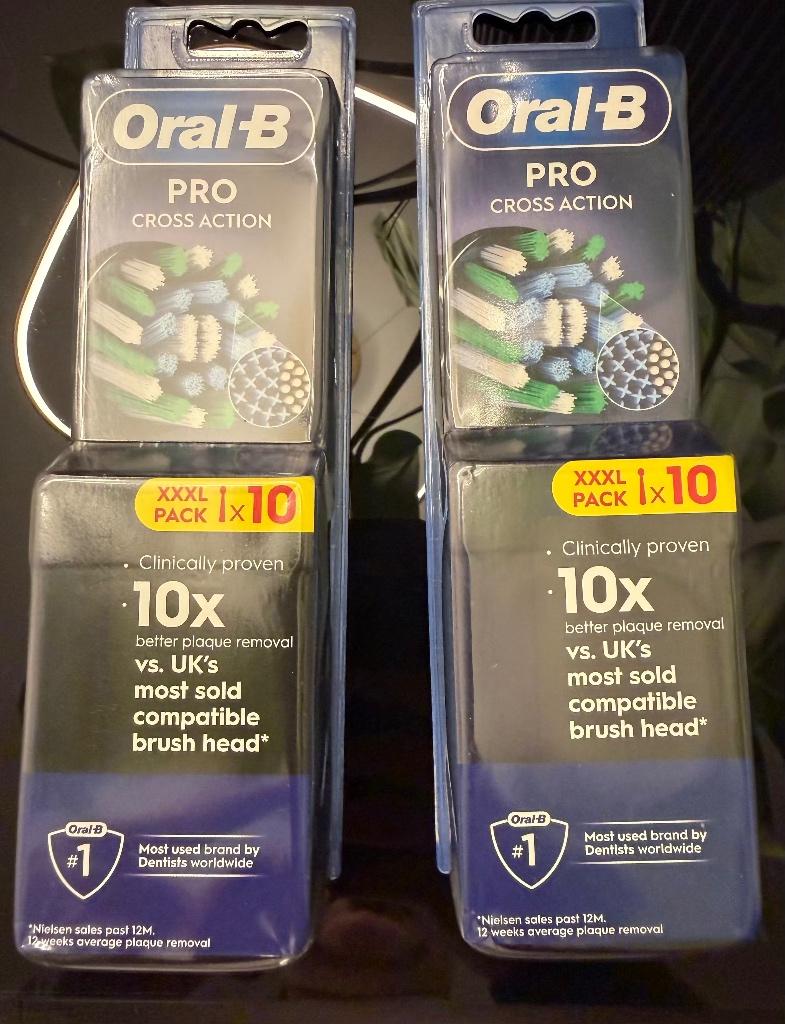 Oral-B
PRO
CROSS ACTION
XXXL
PACK x10
• Clinically proven
• 10x
better plaque removal
vs. UK's
most sold
compatible
brush head*
Oral-B
#1
Most used brand by
Dentists worldwide
*Nielsen sales past 12M.
12 weeks average plaque removal
Oral-B
PRO
CROSS ACTION
XXXL
PACK x10
• Clinically proven
• 10x
better plaque removal
vs. UK's
most sold
compatible
brush head*
Oral-B
#1
Most used brand by
Dentists worldwide
*Nielsen sales past 12M.
12 weeks average plaque removal